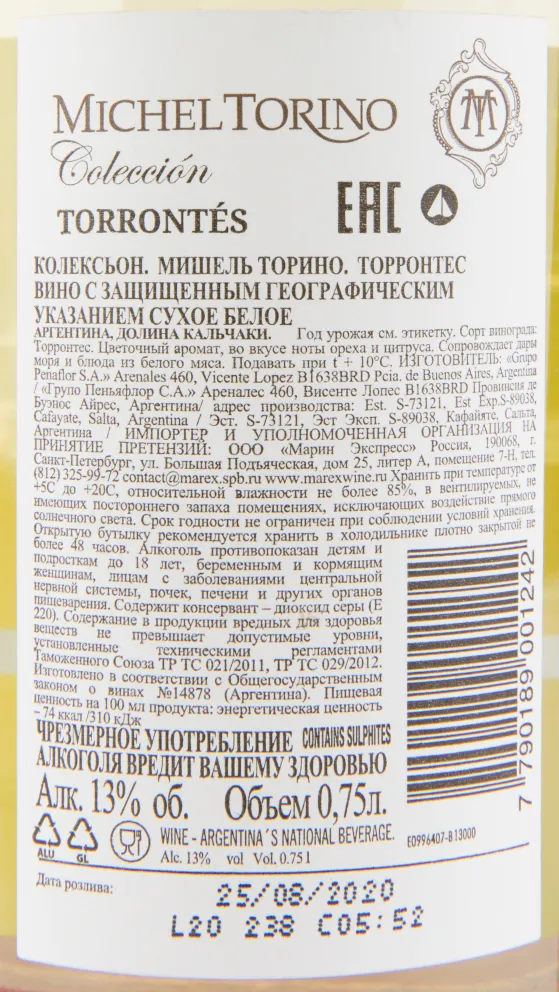 MICHEL TORINO
MT
Colección
TORRONTÉS
EAC
КОЛЕКСЬОН. МИШЕЛЬ ТОРИНО. ТОРРОНТЕС
ВИНО С ЗАЩИЩЕННЫМ ГЕОГРАФИЧЕСКИМ
УКАЗАНИЕМ СУХОЕ БЕЛОЕ
АРГЕНТИНА, ДОЛИНА КАЛЬЧАКИ. Год урожая см. этикетку. Сорт винограда:
Торронтес. Цветочный аромат, во вкусе ноты ореха и цитруса. Сопровождает дары
моря и блюда из белого мяса. Подавать при t + 10°C. ИЗГОТОВИТЕЛЬ: «Grupo
Peñaflor S.A.» Arenales 460, Vicente Lopez B1638BRD Pcia. de Buenos Aires, Argentina
/ «Групо Пеньяфлор С.А.» Ареналес 460, Висенте Лопес B1638BRD Провинсия де
Буэнос Айрес, Аргентина/ адрес производства: Est. S-73121, Est Exp.S-89038,
Cafayate, Salta, Argentina / Эст. S-73121, Эст Эксп. S-89038, Кафайяте, Сальта,
Аргентина / ИМПОРТЕР И УПОЛНОМОЧЕННАЯ ОРГАНИЗАЦИЯ НА
ПРИНЯТИЕ ПРЕТЕНЗИЙ: ООО «Марин Экспресс» Россия, 190068, г.
Санкт-Петербург, ул. Большая Подъяческая, дом 25, литер А, помещение 7-Н, тел.
(812) 325-99-72 contact@marex.spb.ru www.marexwine.ru Хранить при температуре от
+5C до +20C, относительной влажности не более 85%, в вентилируемых, не
имеющих постороннего запаха помещениях, исключающих воздействие прямого
солнечного света. Срок годности не ограничен при соблюдении условий хранения.
Открытую бутылку рекомендуется хранить в холодильнике плотно закрытой не
более 48 часов. Алкоголь противопоказан детям и
подросткам до 18 лет, беременным и кормящим
женщинам, лицам с заболеваниями центральной
нервной системы, почек, печени и других органов
пищеварения. Содержит консервант – диоксид серы (Е
220). Содержание в продукции вредных для здоровья
веществ не превышает допустимые уровни,
установленные техническими регламентами
Таможенного Союза ТР ТС 021/2011, ТР ТС 029/2012.
Изготовлено в соответствии с Общегосударственным
законом о винах №14878 (Аргентина). Пищевая
ценность на 100 мл продукта: энергетическая ценность
– 74 ккал /310 кДж
ЧРЕЗМЕРНОЕ УПОТРЕБЛЕНИЕ CONTAINS SULPHITES
АЛКОГОЛЯ ВРЕДИТ ВАШЕМУ ЗДОРОВЬЮ
Алк. 13% об. Объем 0,75л.
7 790189 001242
ALU GL
WINE - ARGENTINA´S NATIONAL BEVERAGE. E0996407-B13000
Alc. 13% vol Vol. 0.75 l
Дата розлива:
25/08/2020
L20 238 C05:52